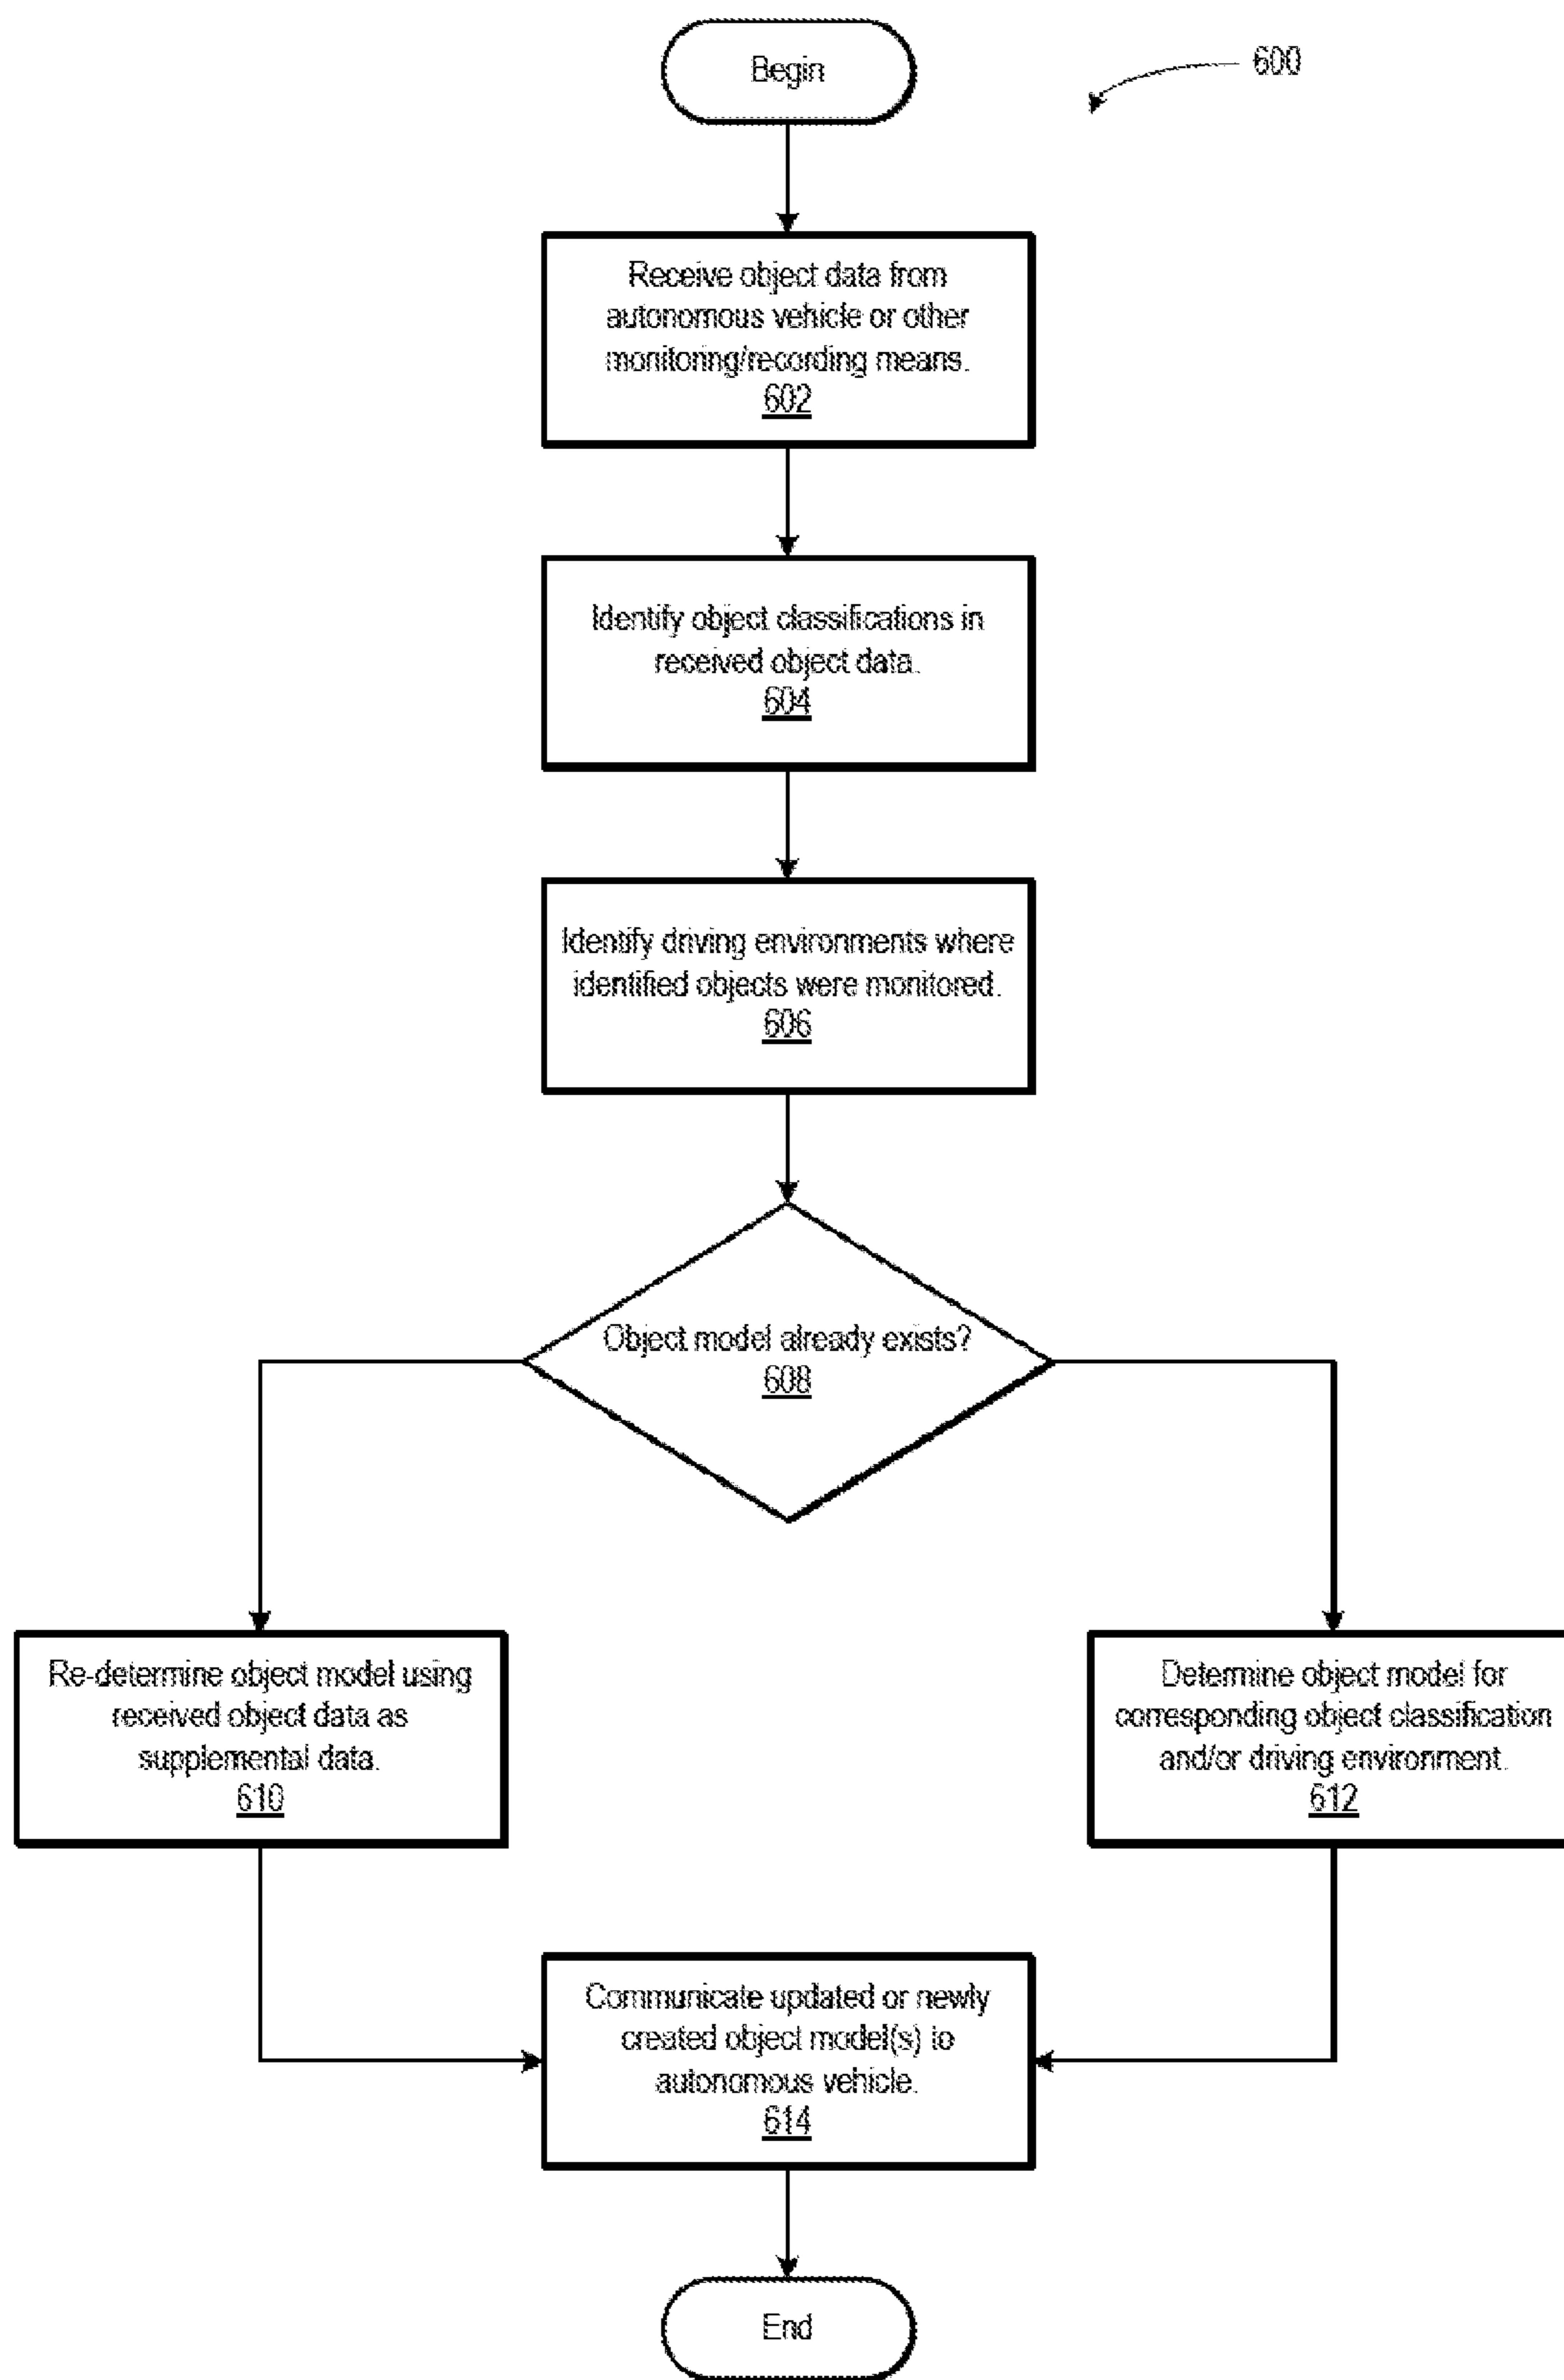 Begin
600
Receive object data from
autonomous vehicle or other
monitoring/recording means.
602
Identify object classifications in
received object data.
604
Identify driving environments where
identified objects were monitored.
606
Object model already exists?
608
Re-determine object model using
received object data as
supplemental data.
610
Determine object model for
corresponding object classification
and/or driving environment.
612
Communicate updated or newly
created object model(s) to
autonomous vehicle.
614
End